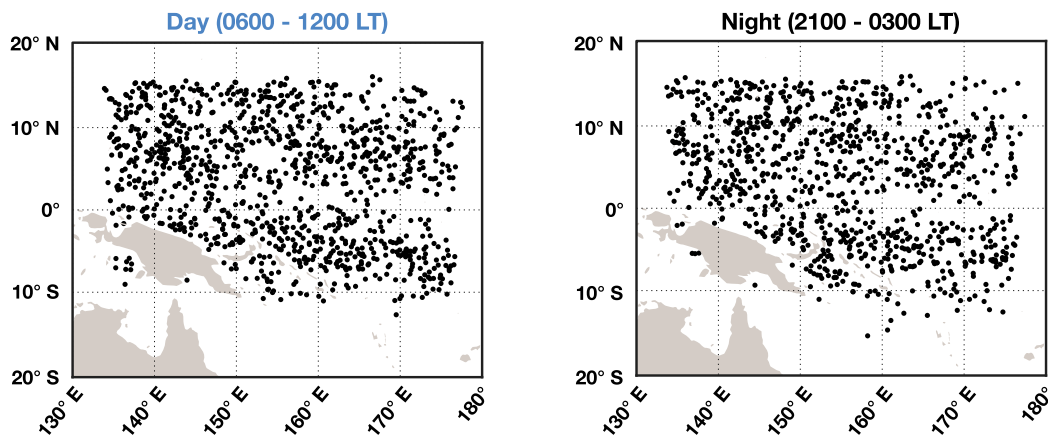 Day (0600 - 1200 LT)
20° N
10° N
0°
10° S
20° S
130° E
140° E
150° E
160° E
170° E
180°
Night (2100 - 0300 LT)
20° N
10° N
0°
10° S
20° S
130° E
140° E
150° E
160° E
170° E
180°